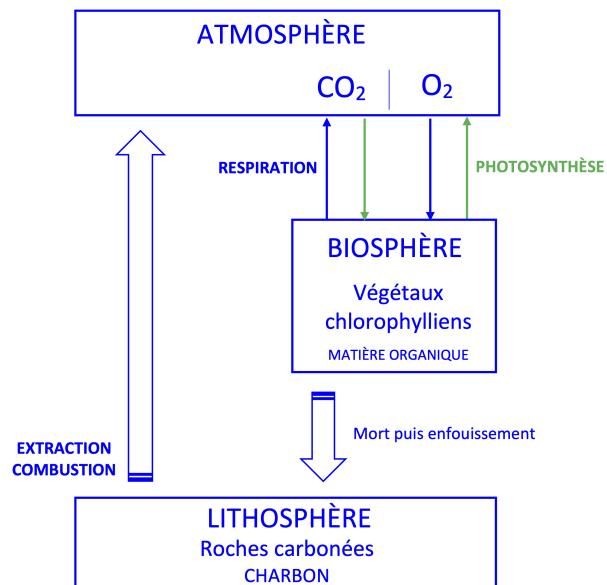 ATMOSPHÈRE
CO₂ O₂
RESPIRATION
PHOTOSYNTHÈSE
BIOSPHÈRE
Végétaux
chlorophylliens
MATIÈRE ORGANIQUE
Mort puis enfouissement
EXTRACTION
COMBUSTION
LITHOSPHÈRE
Roches carbonées
CHARBON